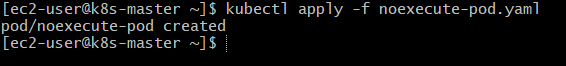 [ec2-user@k8s-master ~]$ kubectl apply -f noexecute-pod.yaml
pod/noexecute-pod created
[ec2-user@k8s-master ~]$